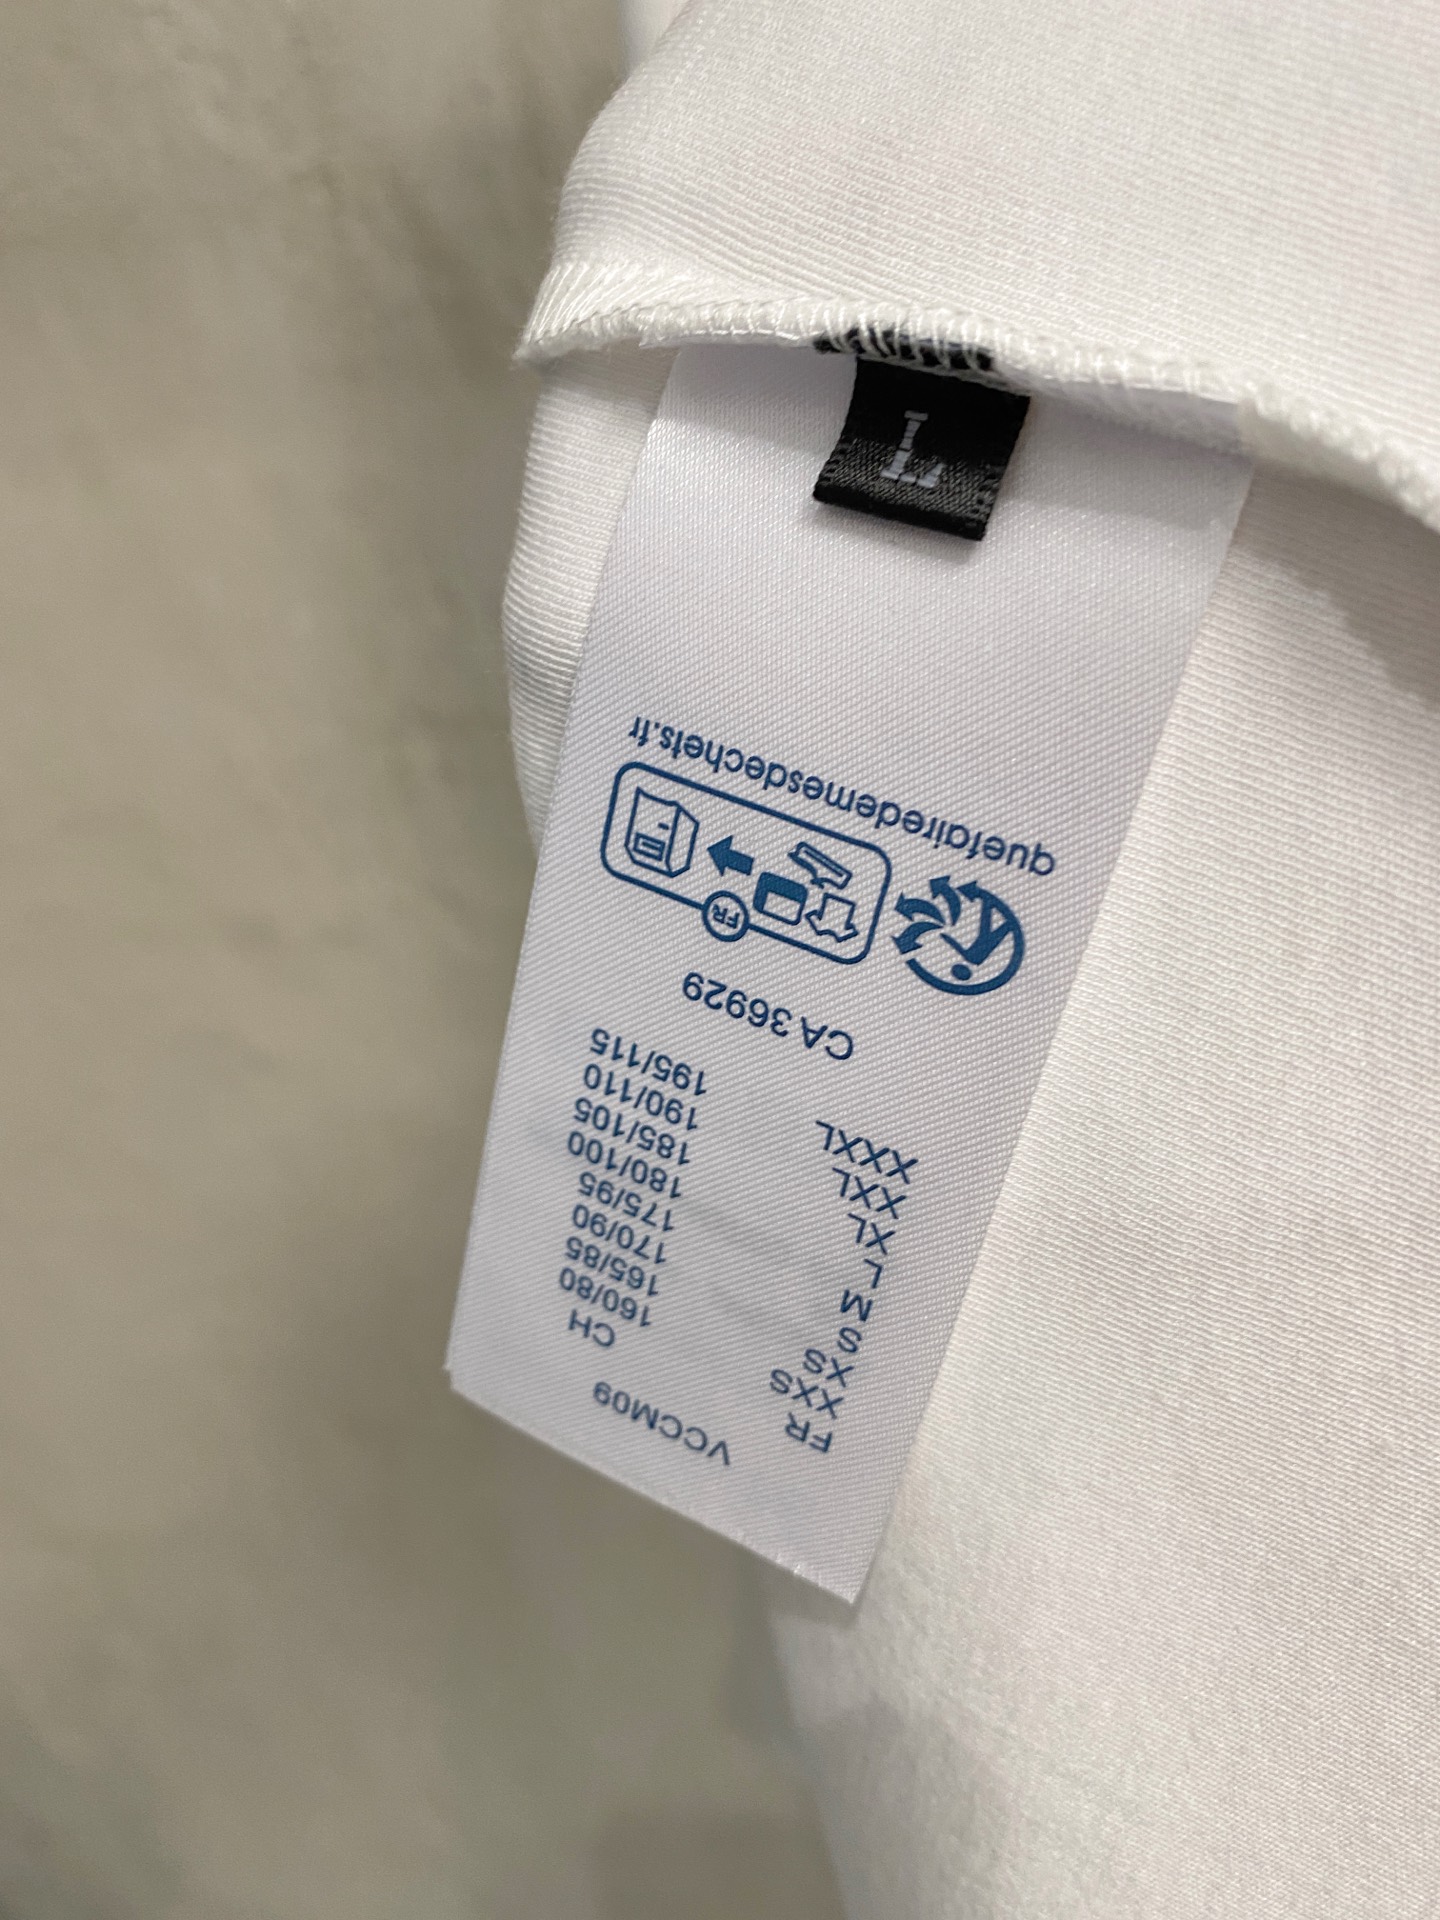 VCCM09
FR CH
XXS 160/80
XS 165/85
S 170/90
M 175/95
L 180/100
XL 185/105
XXL 190/110
XXXL 195/115
CA 36929
FR
quefairedemesdechets.fr
L